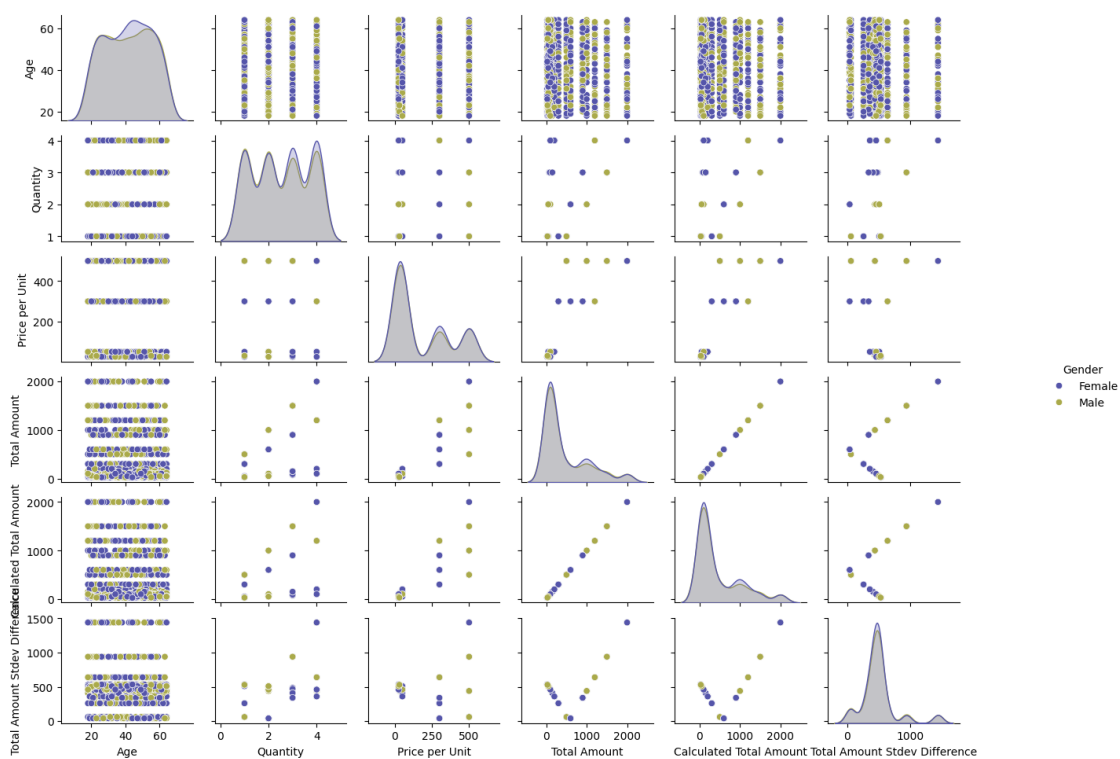 60
40
20
Age
4
3
2
1
Quantity
400
200
Price per Unit
2000
1000
0
Total Amount
Gender
Female
Male
2000
1000
0
Calculated Total Amount
1500
1000
500
0
Total Amount Stdev Difference
20 40 60
0 2 4
0 250 500
0 1000 2000
0 1000 2000
0 1000
Age
Quantity
Price per Unit
Total Amount
Calculated Total Amount
Total Amount Stdev Difference